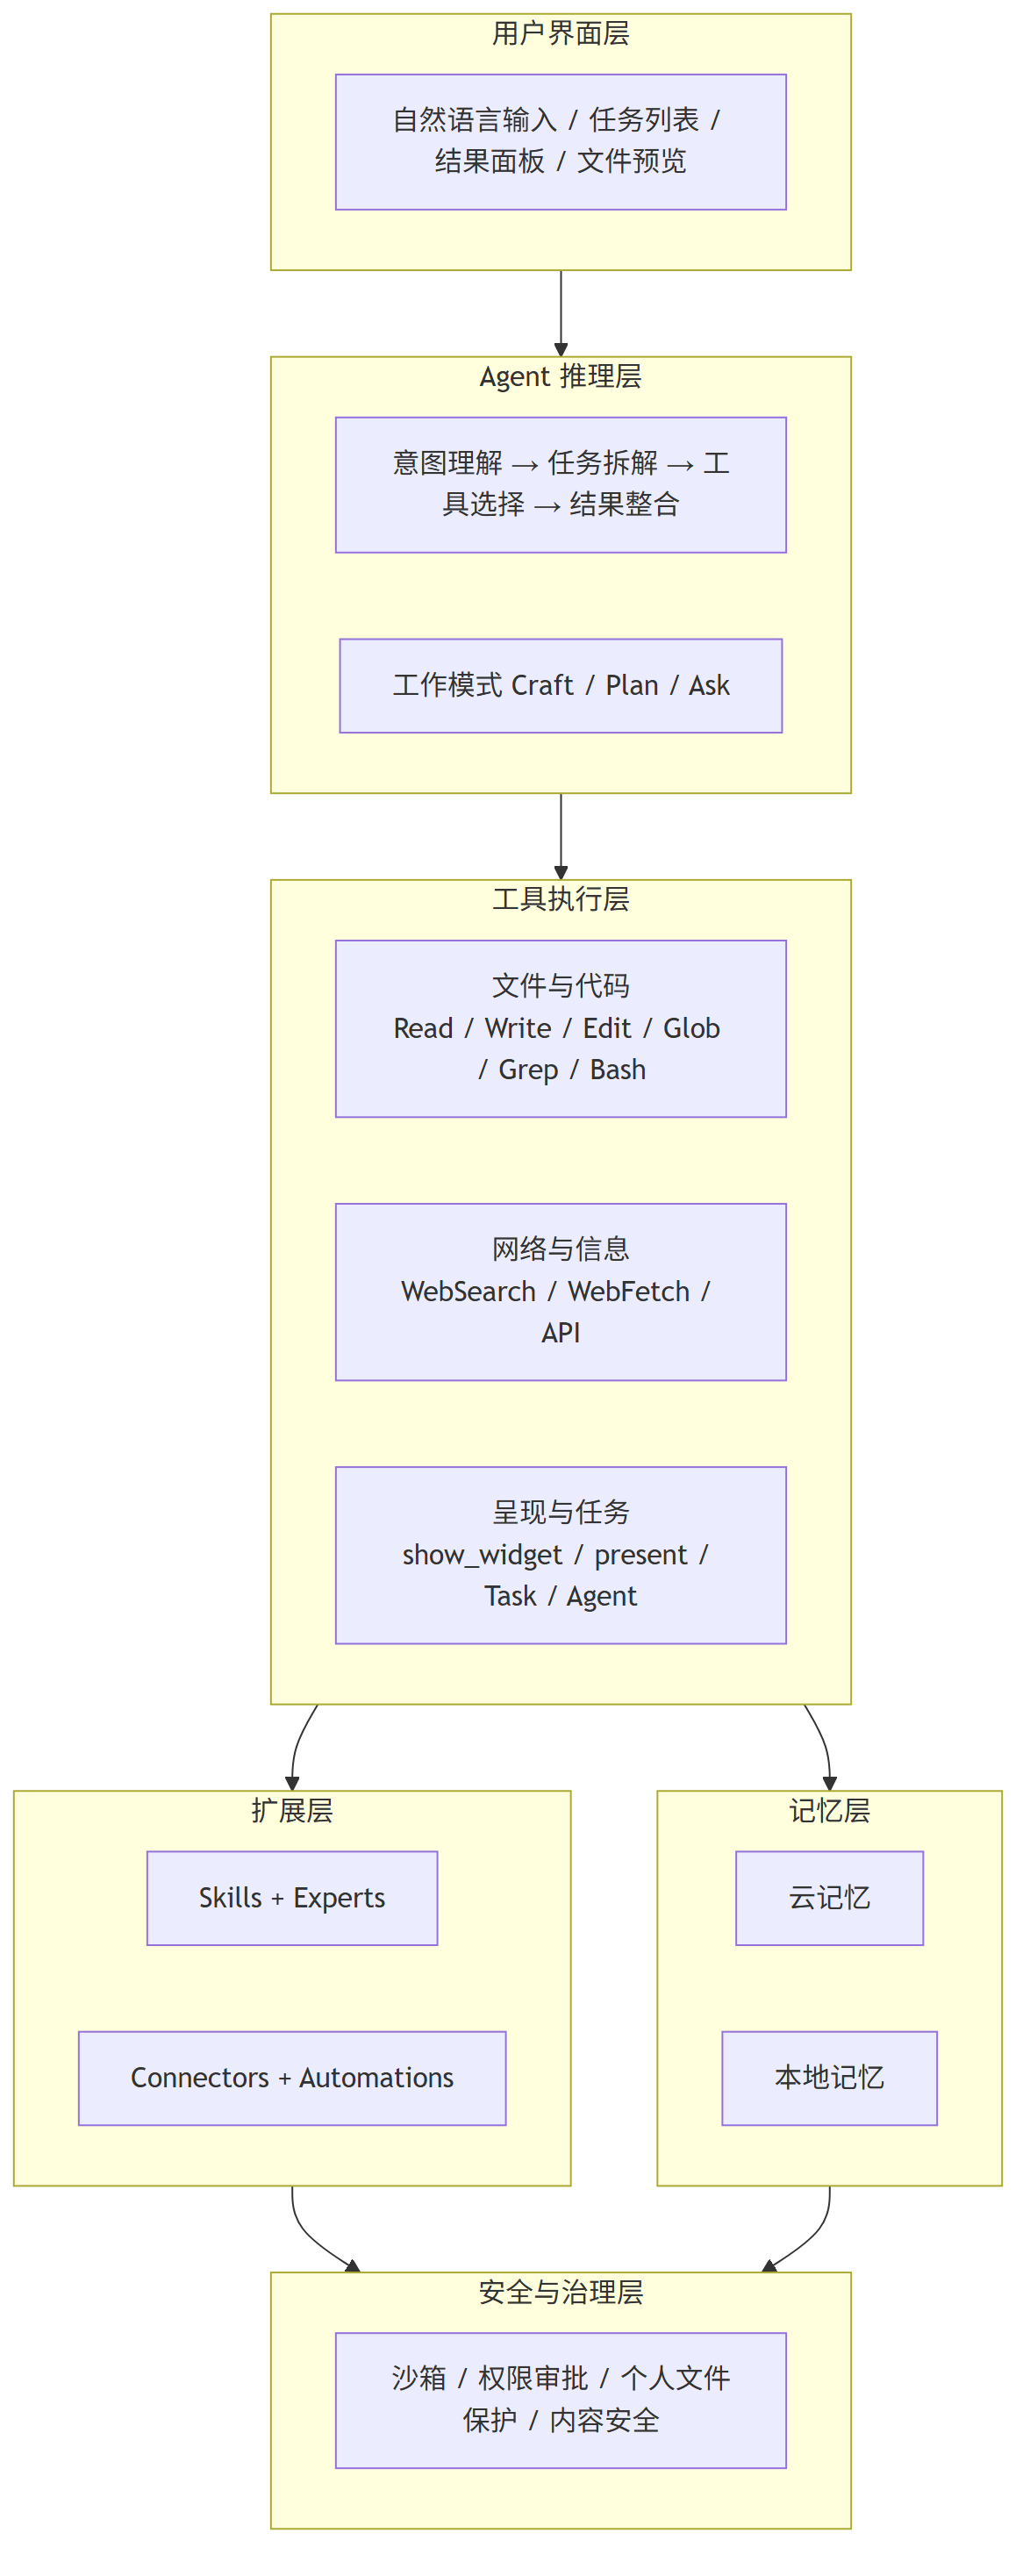 用户界面层
自然语言输入 / 任务列表 /
结果面板 / 文件预览
Agent 推理层
意图理解 → 任务拆解 → 工
具选择 → 结果整合
工作模式 Craft / Plan / Ask
工具执行层
文件与代码
Read / Write / Edit / Glob
/ Grep / Bash
网络与信息
WebSearch / WebFetch /
API
呈现与任务
show_widget / present /
Task / Agent
扩展层
Skills + Experts
Connectors + Automations
记忆层
云记忆
本地记忆
安全与治理层
沙箱 / 权限审批 / 个人文件
保护 / 内容安全